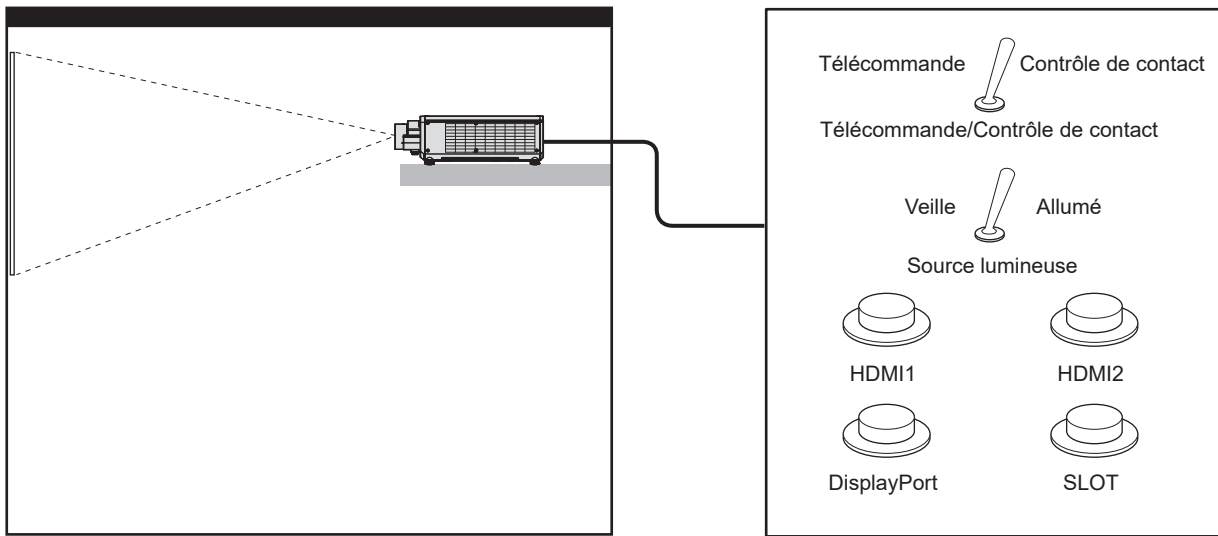 Télécommande Contrôle de contact
Télécommande/Contrôle de contact
Veille Allumé
Source lumineuse
HDMI1 HDMI2
DisplayPort SLOT